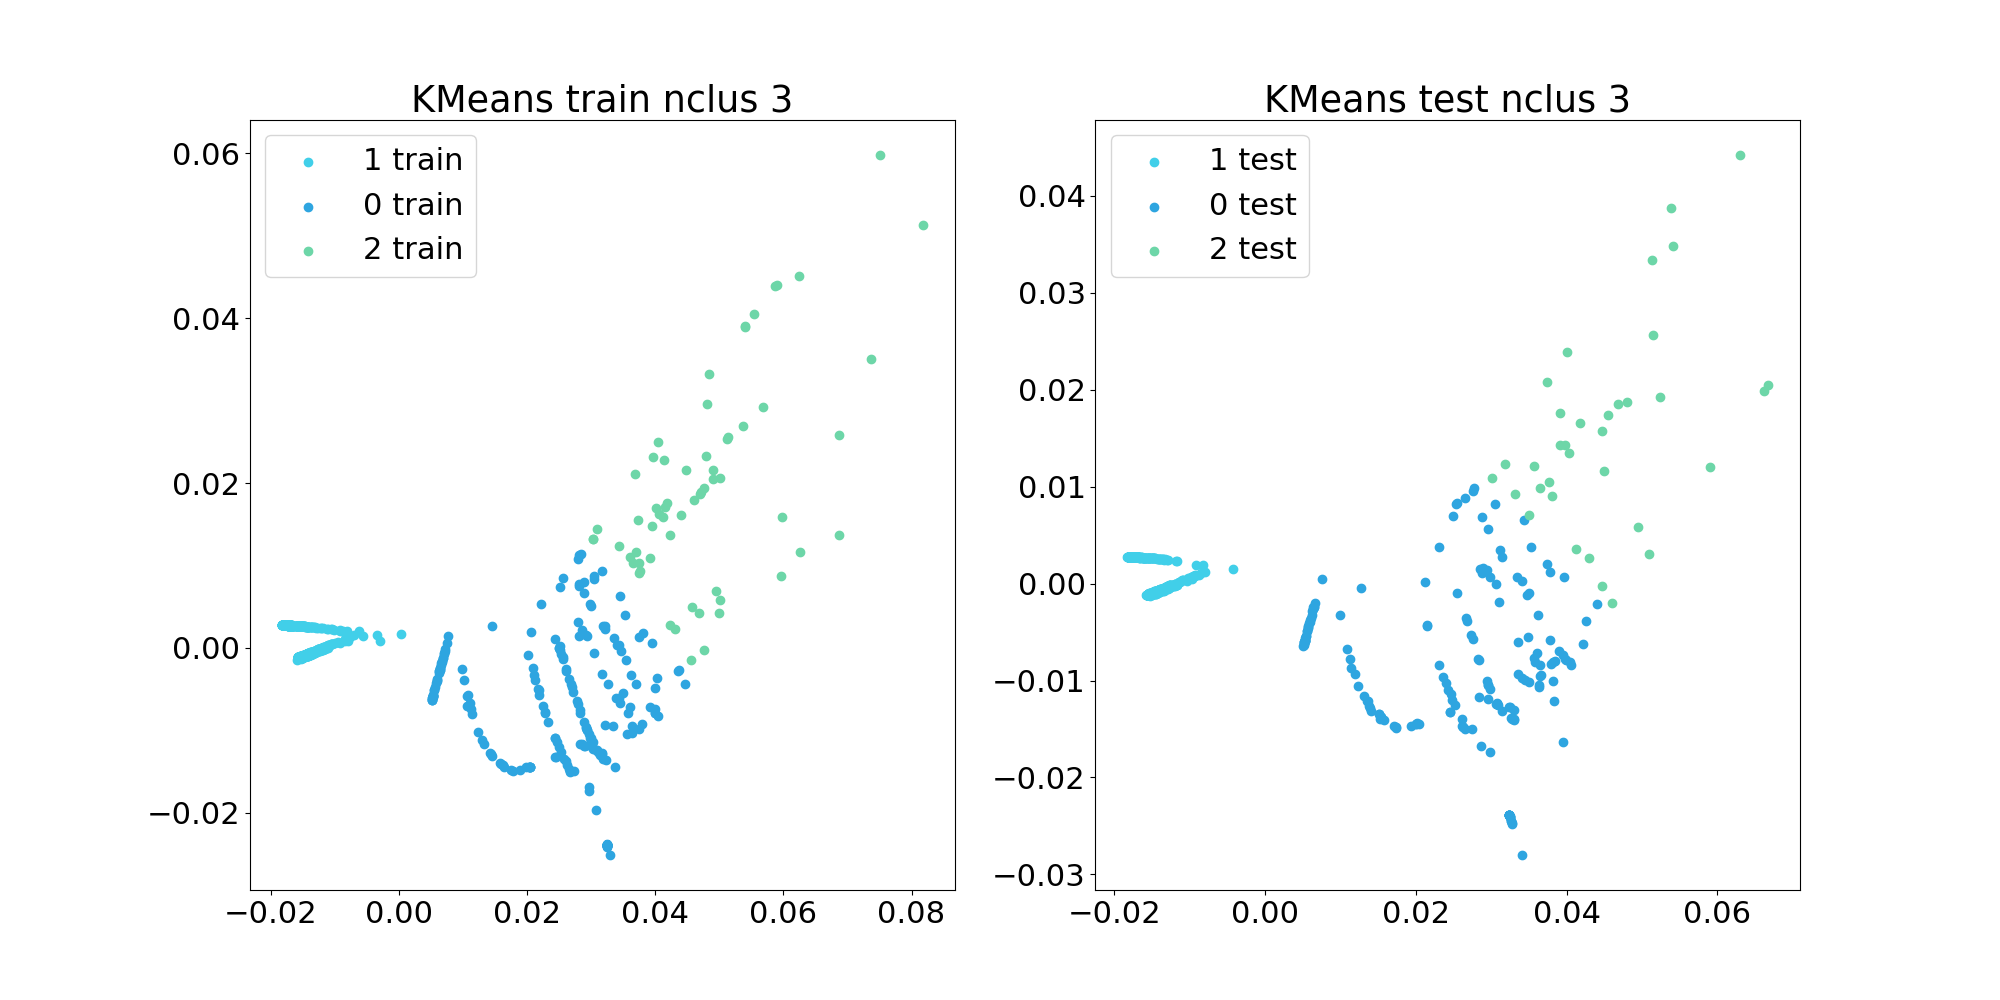 KMeans train nclus 3
1 train
0 train
2 train
0.06
0.04
0.02
0.00
−0.02
−0.02 0.00 0.02 0.04 0.06 0.08
KMeans test nclus 3
1 test
0 test
2 test
0.04
0.03
0.02
0.01
0.00
−0.01
−0.02
−0.03
−0.02 0.00 0.02 0.04 0.06